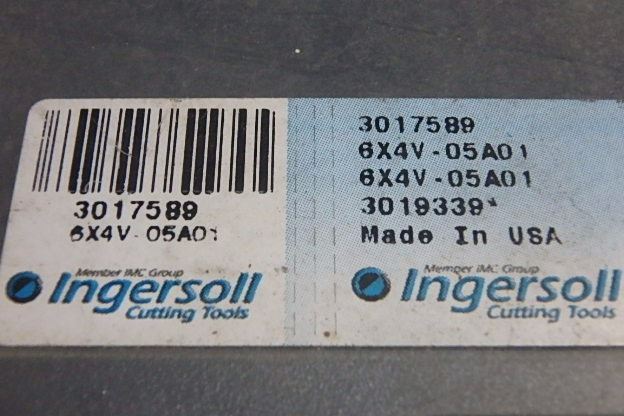 3017589
6X4V-05A01
Member IMC Group
Ingersoll
Cutting Tools
3017589
6X4V-05A01
6X4V-05A01
3019339*
Made In USA
Member IMC Group
Ingersoll
Cutting Tools